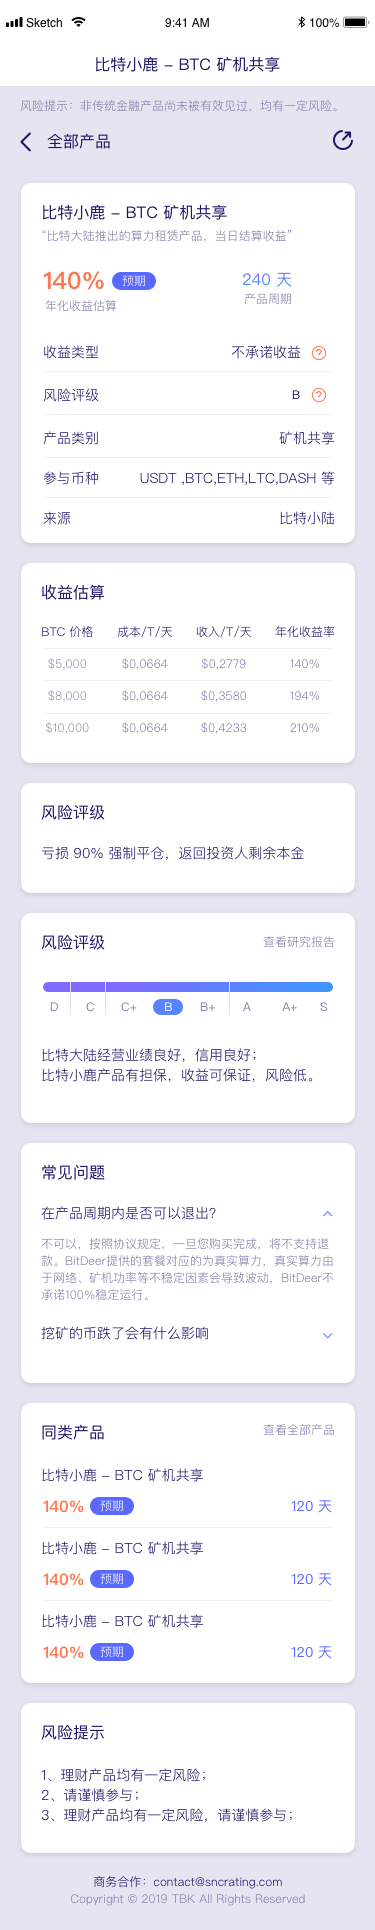 Sketch
9:41 AM
100%
比特小鹿 – BTC 矿机共享
风险提示：非传统金融产品尚未被有效见过，均有一定风险。
全部产品
比特小鹿 – BTC 矿机共享
“比特大陆推出的算力租赁产品，当日结算收益”
140% 预期 240 天
年化收益估算 产品周期
收益类型 不承诺收益
风险评级 B
产品类别 矿机共享
参与币种 USDT ,BTC,ETH,LTC,DASH 等
来源 比特小陆
收益估算
BTC 价格 成本/T/天 收入/T/天 年化收益率
$5,000 $0,0664 $0,2779 140%
$8,000 $0,0664 $0,3580 194%
$10,000 $0,0664 $0,4233 210%
风险评级
亏损 90% 强制平仓，返回投资人剩余本金
风险评级 查看研究报告
D C C+ B B+ A A+ S
比特大陆经营业绩良好，信用良好；
比特小鹿产品有担保，收益可保证，风险低。
常见问题
在产品周期内是否可以退出？
不可以，按照协议规定，一旦您购买完成，将不支持退
款。BitDeer提供的套餐对应的为真实算力，真实算力由
于网络、矿机功率等不稳定因素会导致波动，BitDeer不
承诺100%稳定运行。
挖矿的币跌了会有什么影响
同类产品 查看全部产品
比特小鹿 – BTC 矿机共享
140% 预期 120 天
比特小鹿 – BTC 矿机共享
140% 预期 120 天
比特小鹿 – BTC 矿机共享
140% 预期 120 天
风险提示
1、理财产品均有一定风险；
2、请谨慎参与；
3、理财产品均有一定风险，请谨慎参与；
商务合作：contact@sncrating.com
Copyright © 2019 TBK All Rights Reserved